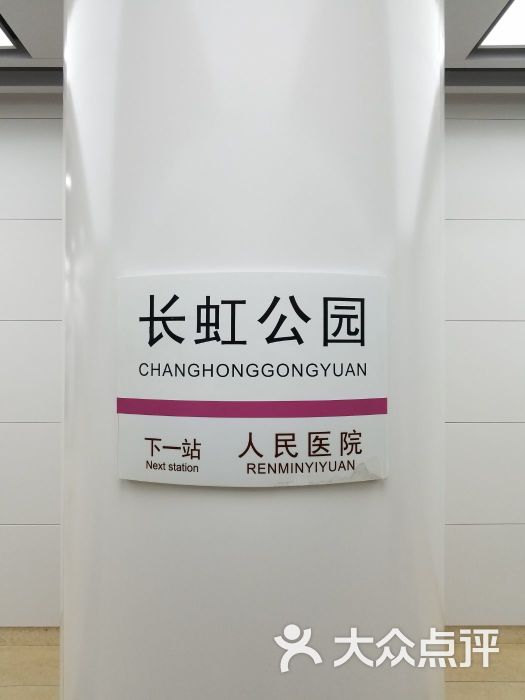 长虹公园
CHANGHONGGONGYUAN
下一站 人民医院
Next station RENMINYIYUAN
大众点评